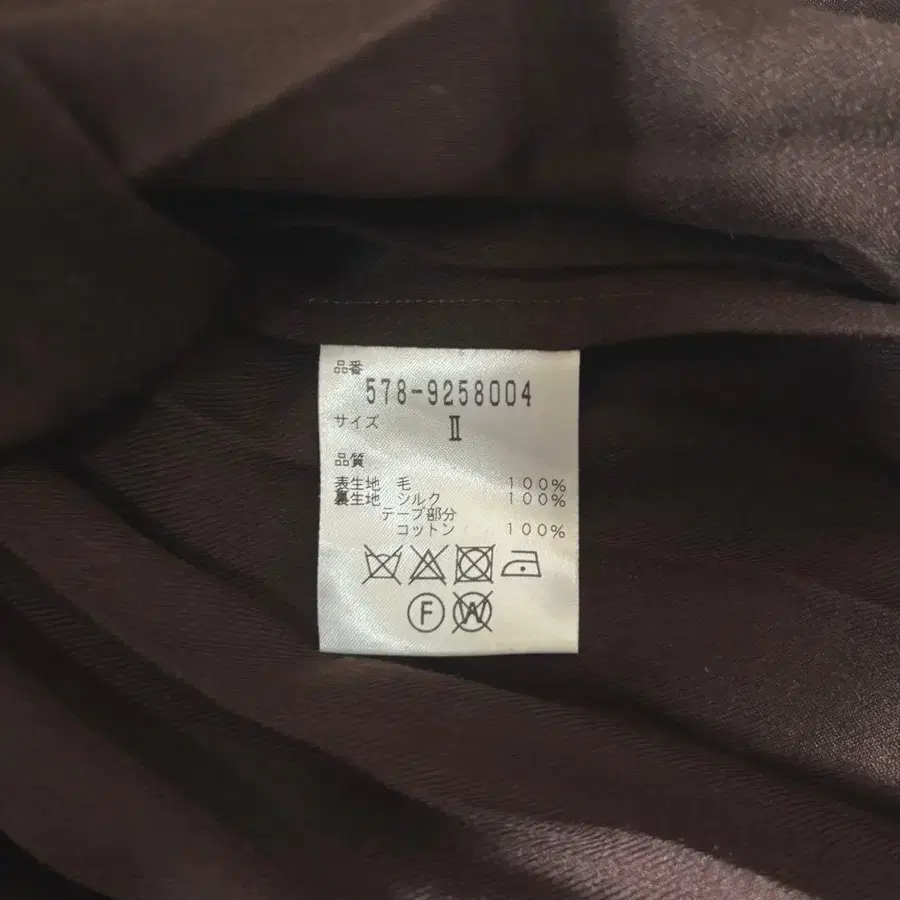 品番
578-9258004
サイズ Ⅱ
品質
表生地 毛 100%
裏生地 シルク 100%
テープ部分
コットン 100%
F W